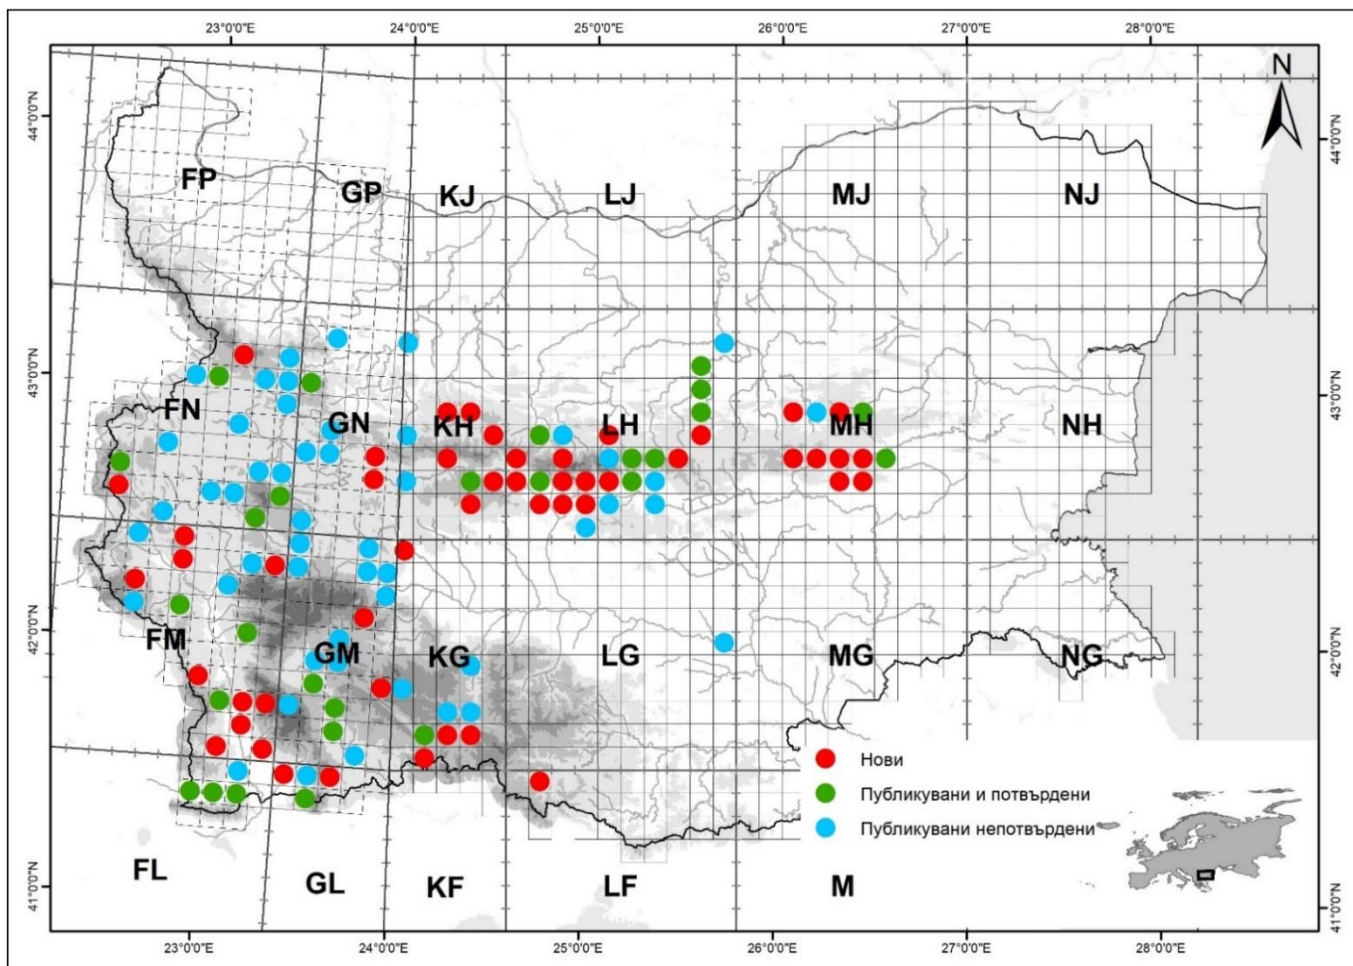 23°0'0"E 24°0'0"E 25°0'0"E 26°0'0"E 27°0'0"E 28°0'0"E
N
44°0'0"N 44°0'0"N
FP GP KJ LJ MJ NJ
43°0'0"N 43°0'0"N
FN GN KH LH MH NH
42°0'0"N 42°0'0"N
FM GM KG LG MG NG
Нови
Публикувани и потвърдени
Публикувани непотвърдени
FL GL KF LF M
41°0'0"N 41°0'0"N
23°0'0"E 24°0'0"E 25°0'0"E 26°0'0"E 27°0'0"E 28°0'0"E